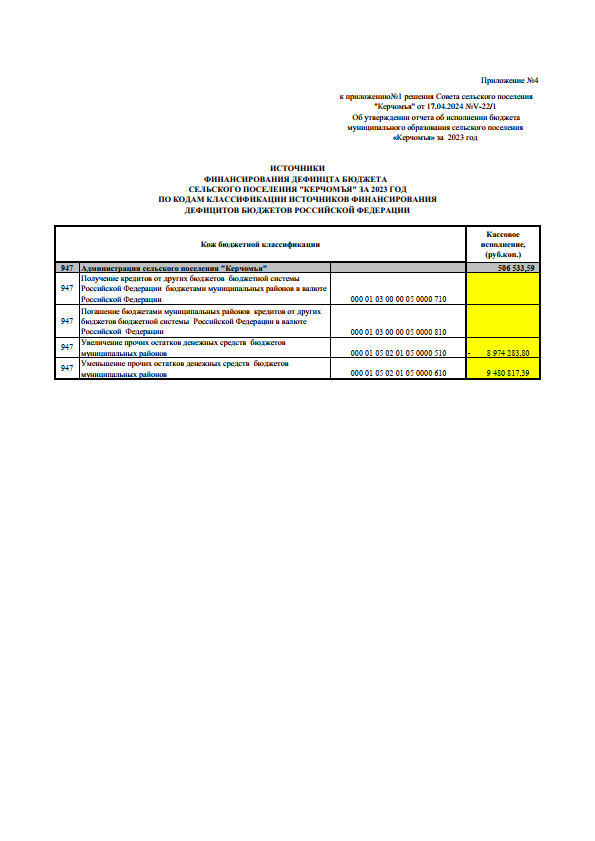 Приложение №4
к приложению№1 решения Совета сельского поселения
"Керчомъя" от 17.04.2024 №V-22/1
Об утверждении отчета об исполнении бюджета
муниципального образования сельского поселения
«Керчомъя» за 2023 год
ИСТОЧНИКИ
ФИНАНСИРОВАНИЯ ДЕФИИЦТА БЮДЖЕТА
СЕЛЬСКОГО ПОСЕЛЕНИЯ "КЕРЧОМЪЯ" ЗА 2023 ГОД
ПО КОДАМ КЛАССИФИКАЦИИ ИСТОЧНИКОВ ФИНАНСИРОВАНИЯ
ДЕФИЦИТОВ БЮДЖЕТОВ РОССИЙСКОЙ ФЕДЕРАЦИИ
Кож бюджетной классификации
Кассовое
исполнение,
(руб.коп.)
947 Администрация сельского поселения "Керчомъя" 506 533,59
947 Получение кредитов от других бюджетов бюджетной системы
Российской Федерации бюджетами муниципальных районов в валюте
Российской Федерации 000 01 03 00 00 05 0000 710
947 Погашение бюджетами муниципальных районов кредитов от других
бюджетов бюджетной системы Российской Федерации в валюте
Российской Федерации 000 01 03 00 00 05 0000 810
947 Увеличение прочих остатков денежных средств бюджетов
муниципальных районов 000 01 05 02 01 05 0000 510 - 8 974 283,80
947 Уменьшение прочих остатков денежных средств бюджетов
муниципальных районов 000 01 05 02 01 05 0000 610 9 480 817,39